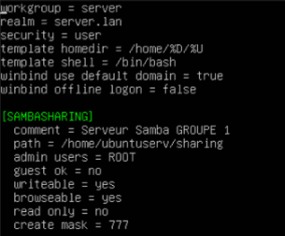 workgroup = server
realm = server.lan
security = user
template homedir = /home/%D/%U
template shell = /bin/bash
winbind use default domain = true
winbind offline logon = false
[SAMBASHARING]
comment = Serveur Samba GROUPE 1
path = /home/ubuntuserv/sharing
admin users = ROOT
guest ok = no
writeable = yes
browseable = yes
read only = no
create mask = 777